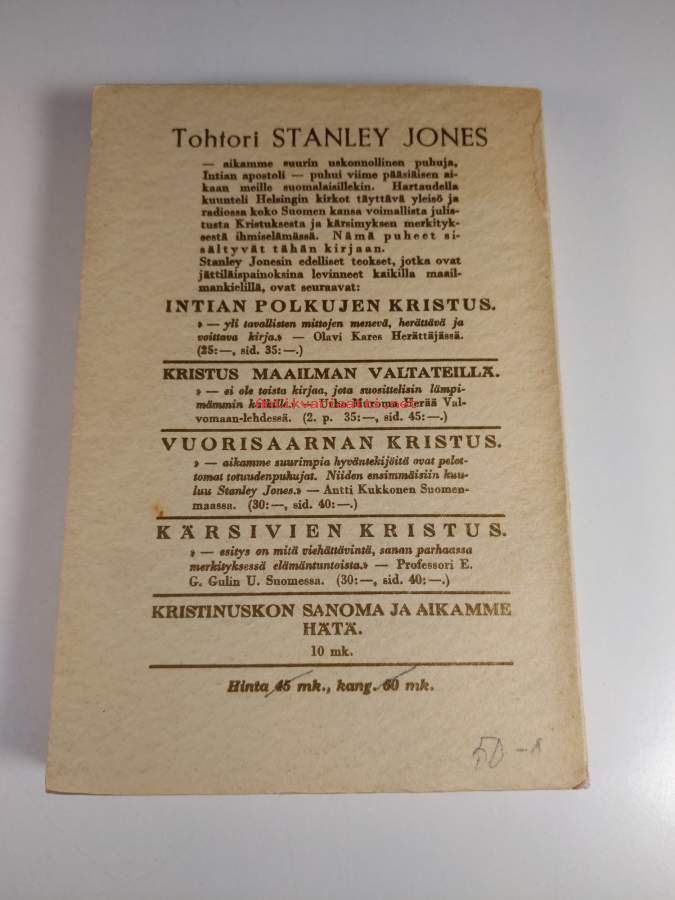 Tohtori STANLEY JONES
— aikamme suurin uskonnollinen puhuja,
Intian apostoli — puhui viime pääsiäisen ai-
kaan meille suomalaisillekin. Hartaudella
kuunteli Helsingin kirkot täyttävä yleisö ja
radiossa koko Suomen kansa voimallista julis-
tusta Kristuksesta ja kärsimyksen merkityk-
sestä ihmiselämässä. Nämä puheet si-
sältyvät tähän kirjaan.
Stanley Jonesin edelliset teokset, jotka ovat
jättiläispainoksina levinneet kaikilla maail-
mankielillä, ovat seuraavat:
INTIAN POLKUJEN KRISTUS.
» — yli tavallisten mittojen menevä, herättävä ja
voittava kirja.» — Olavi Kares Herättäjässä.
(25:—, sid. 35:—.)
KRISTUS MAAILMAN VALTATEILLÄ.
» — ei ole toista kirjaa, jota suosittelisin lämpi-
mämmin kaikille.» — Uiha Muroma Herää Val-
vomaan-lehdessä. (2. p. 35:—, sid. 45:—.)
VUORISAARNAN KRISTUS.
» — aikamme suurimpia hyväntekijöitä ovat pelot-
tomat totuudenpuhujat. Niiden ensimmäisiin kuu-
luu Stanley Jones.» — Antti Kukkonen Suomen-
maassa. (30:—, sid. 40:—.)
KÄRSIVIEN KRISTUS.
» — esitys on mitä viehättävintä, sanan parhaassa
merkityksessä elämäntuntoista.» — Professori E.
G. Gulin U. Suomessa. (30:—, sid. 40:—.)
KRISTINUSKON SANOMA JA AIKAMME
HÄTÄ.
10 mk.
Hinta 45 mk., kang. 60 mk.
50-